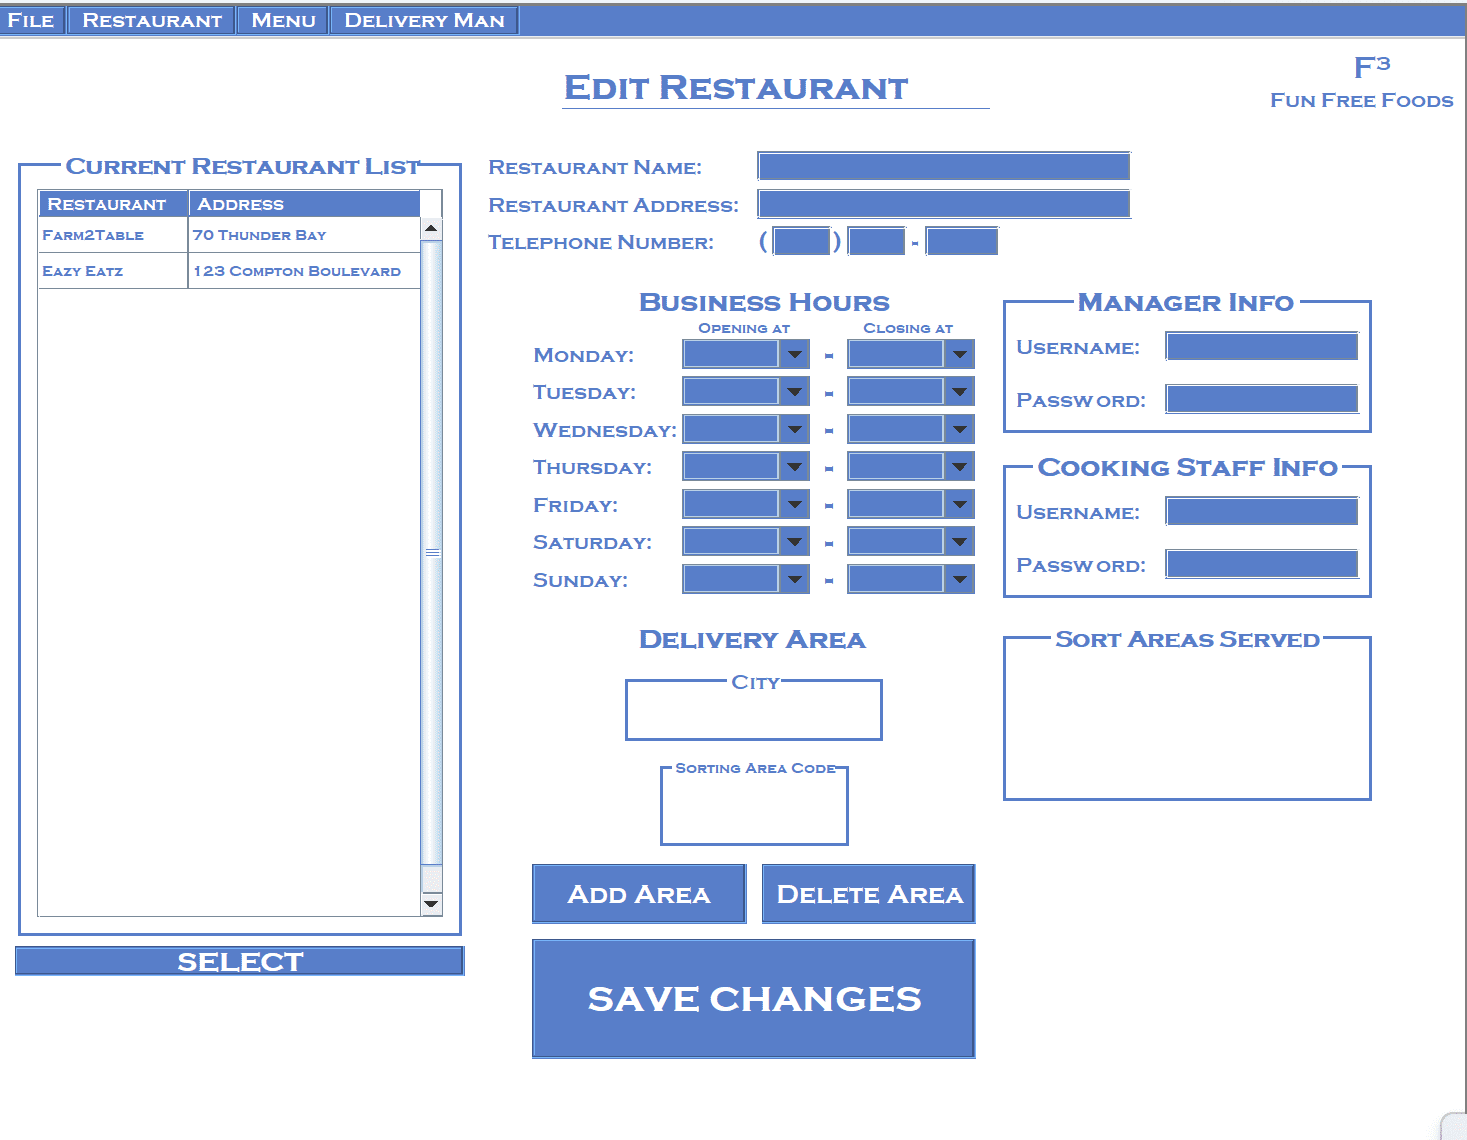 File Restaurant Menu Delivery Man
F³
Fun Free Foods
Edit Restaurant
Current Restaurant List
Restaurant Address
Farm2Table 70 Thunder Bay
Eazy Eatz 123 Compton Boulevard
SELECT
Restaurant Name:
Restaurant Address:
Telephone Number: ( ) -
Business Hours
Opening at Closing at
Monday: -
Tuesday: -
Wednesday: -
Thursday: -
Friday: -
Saturday: -
Sunday: -
Manager Info
Username:
Password:
Cooking Staff Info
Username:
Password:
Delivery Area
City
Sorting Area Code
Sort Areas Served
Add Area Delete Area
SAVE CHANGES